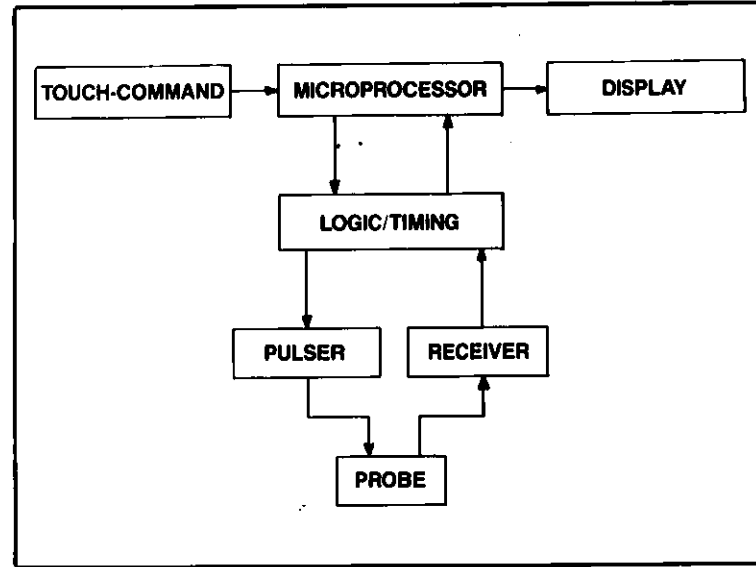 TOUCH-COMMAND
MICROPROCESSOR
DISPLAY
LOGIC/TIMING
PULSER
RECEIVER
PROBE